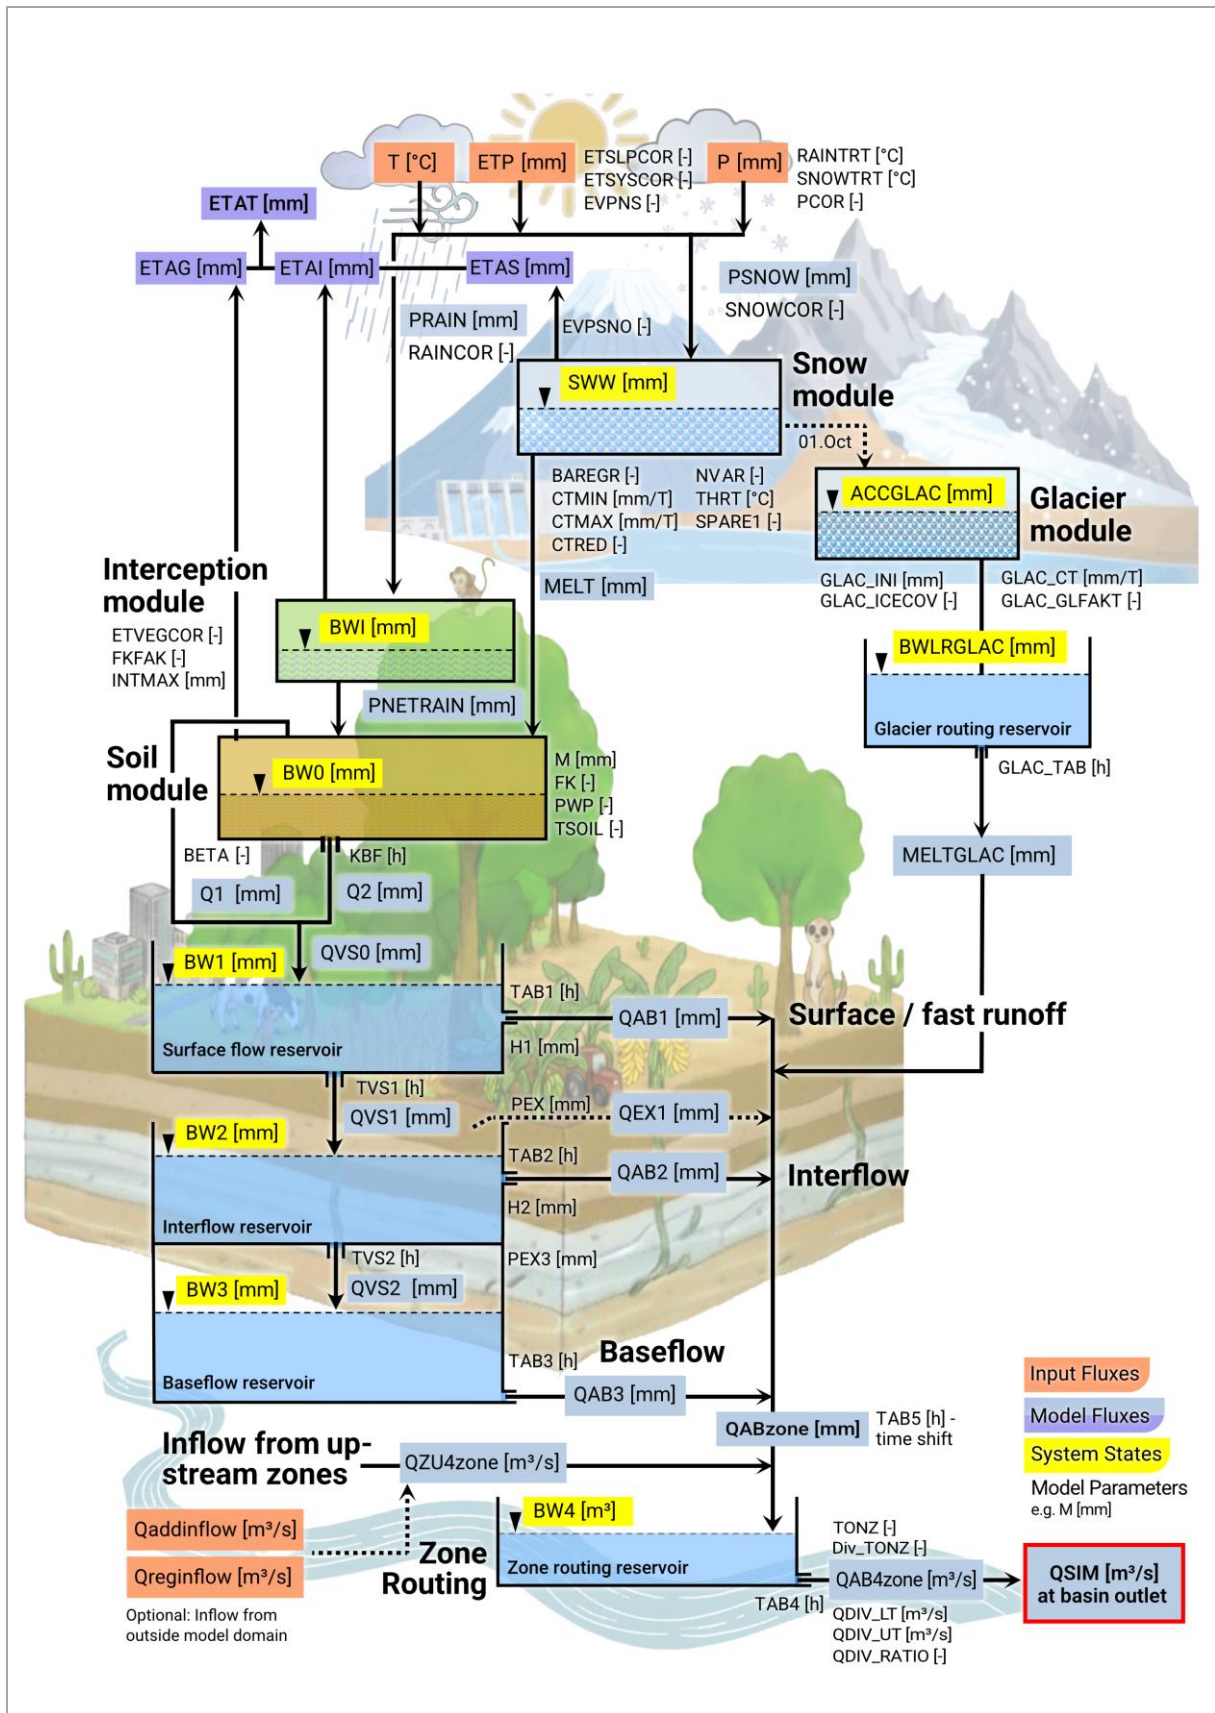 T [°C]
ETP [mm]
ETSLPCOR [-]
ETSYSCOR [-]
EVPNS [-]
P [mm]
RAINTRT [°C]
SNOWTRT [°C]
PCOR [-]
ETAT [mm]
ETAG [mm]
ETAI [mm]
ETAS [mm]
PSNOW [mm]
SNOWCOR [-]
PRAIN [mm]
RAINCOR [-]
EVPSNO [-]
SWW [mm]
Snow
module
01.Oct
BAREGR [-]
CTMIN [mm/T]
CTMAX [mm/T]
CTRED [-]
NVAR [-]
THRT [°C]
SPARE1 [-]
ACCGLAC [mm]
Glacier
module
MELT [mm]
GLAC_INI [mm]
GLAC_ICECOV [-]
GLAC_CT [mm/T]
GLAC_GLFAKT [-]
Interception
module
ETVEGCOR [-]
FKFAK [-]
INTMAX [mm]
BWI [mm]
BWLRGLAC [mm]
Glacier routing reservoir
GLAC_TAB [h]
PNETRAIN [mm]
Soil
module
BW0 [mm]
M [mm]
FK [-]
PWP [-]
TSOIL [-]
BETA [-]
KBF [h]
MELTGLAC [mm]
Q1 [mm]
Q2 [mm]
QVS0 [mm]
BW1 [mm]
TAB1 [h]
QAB1 [mm]
Surface / fast runoff
Surface flow reservoir
H1 [mm]
TVS1 [h]
QVS1 [mm]
PEX [mm]
QEX1 [mm]
BW2 [mm]
TAB2 [h]
QAB2 [mm]
Interflow
Interflow reservoir
H2 [mm]
TVS2 [h]
PEX3 [mm]
QVS2 [mm]
BW3 [mm]
Baseflow
TAB3 [h]
Baseflow reservoir
QAB3 [mm]
QABzone [mm]
TAB5 [h] -
time shift
Input Fluxes
Model Fluxes
System States
Model Parameters
e.g. M [mm]
Inflow from up-
stream zones
QZU4zone [m³/s]
Qaddinflow [m³/s]
Qreginflow [m³/s]
Optional: Inflow from
outside model domain
Zone
Routing
BW4 [m³]
Zone routing reservoir
TAB4 [h]
TONZ [-]
Div_TONZ [-]
QAB4zone [m³/s]
QDIV_LT [m³/s]
QDIV_UT [m³/s]
QDIV_RATIO [-]
QSIM [m³/s]
at basin outlet